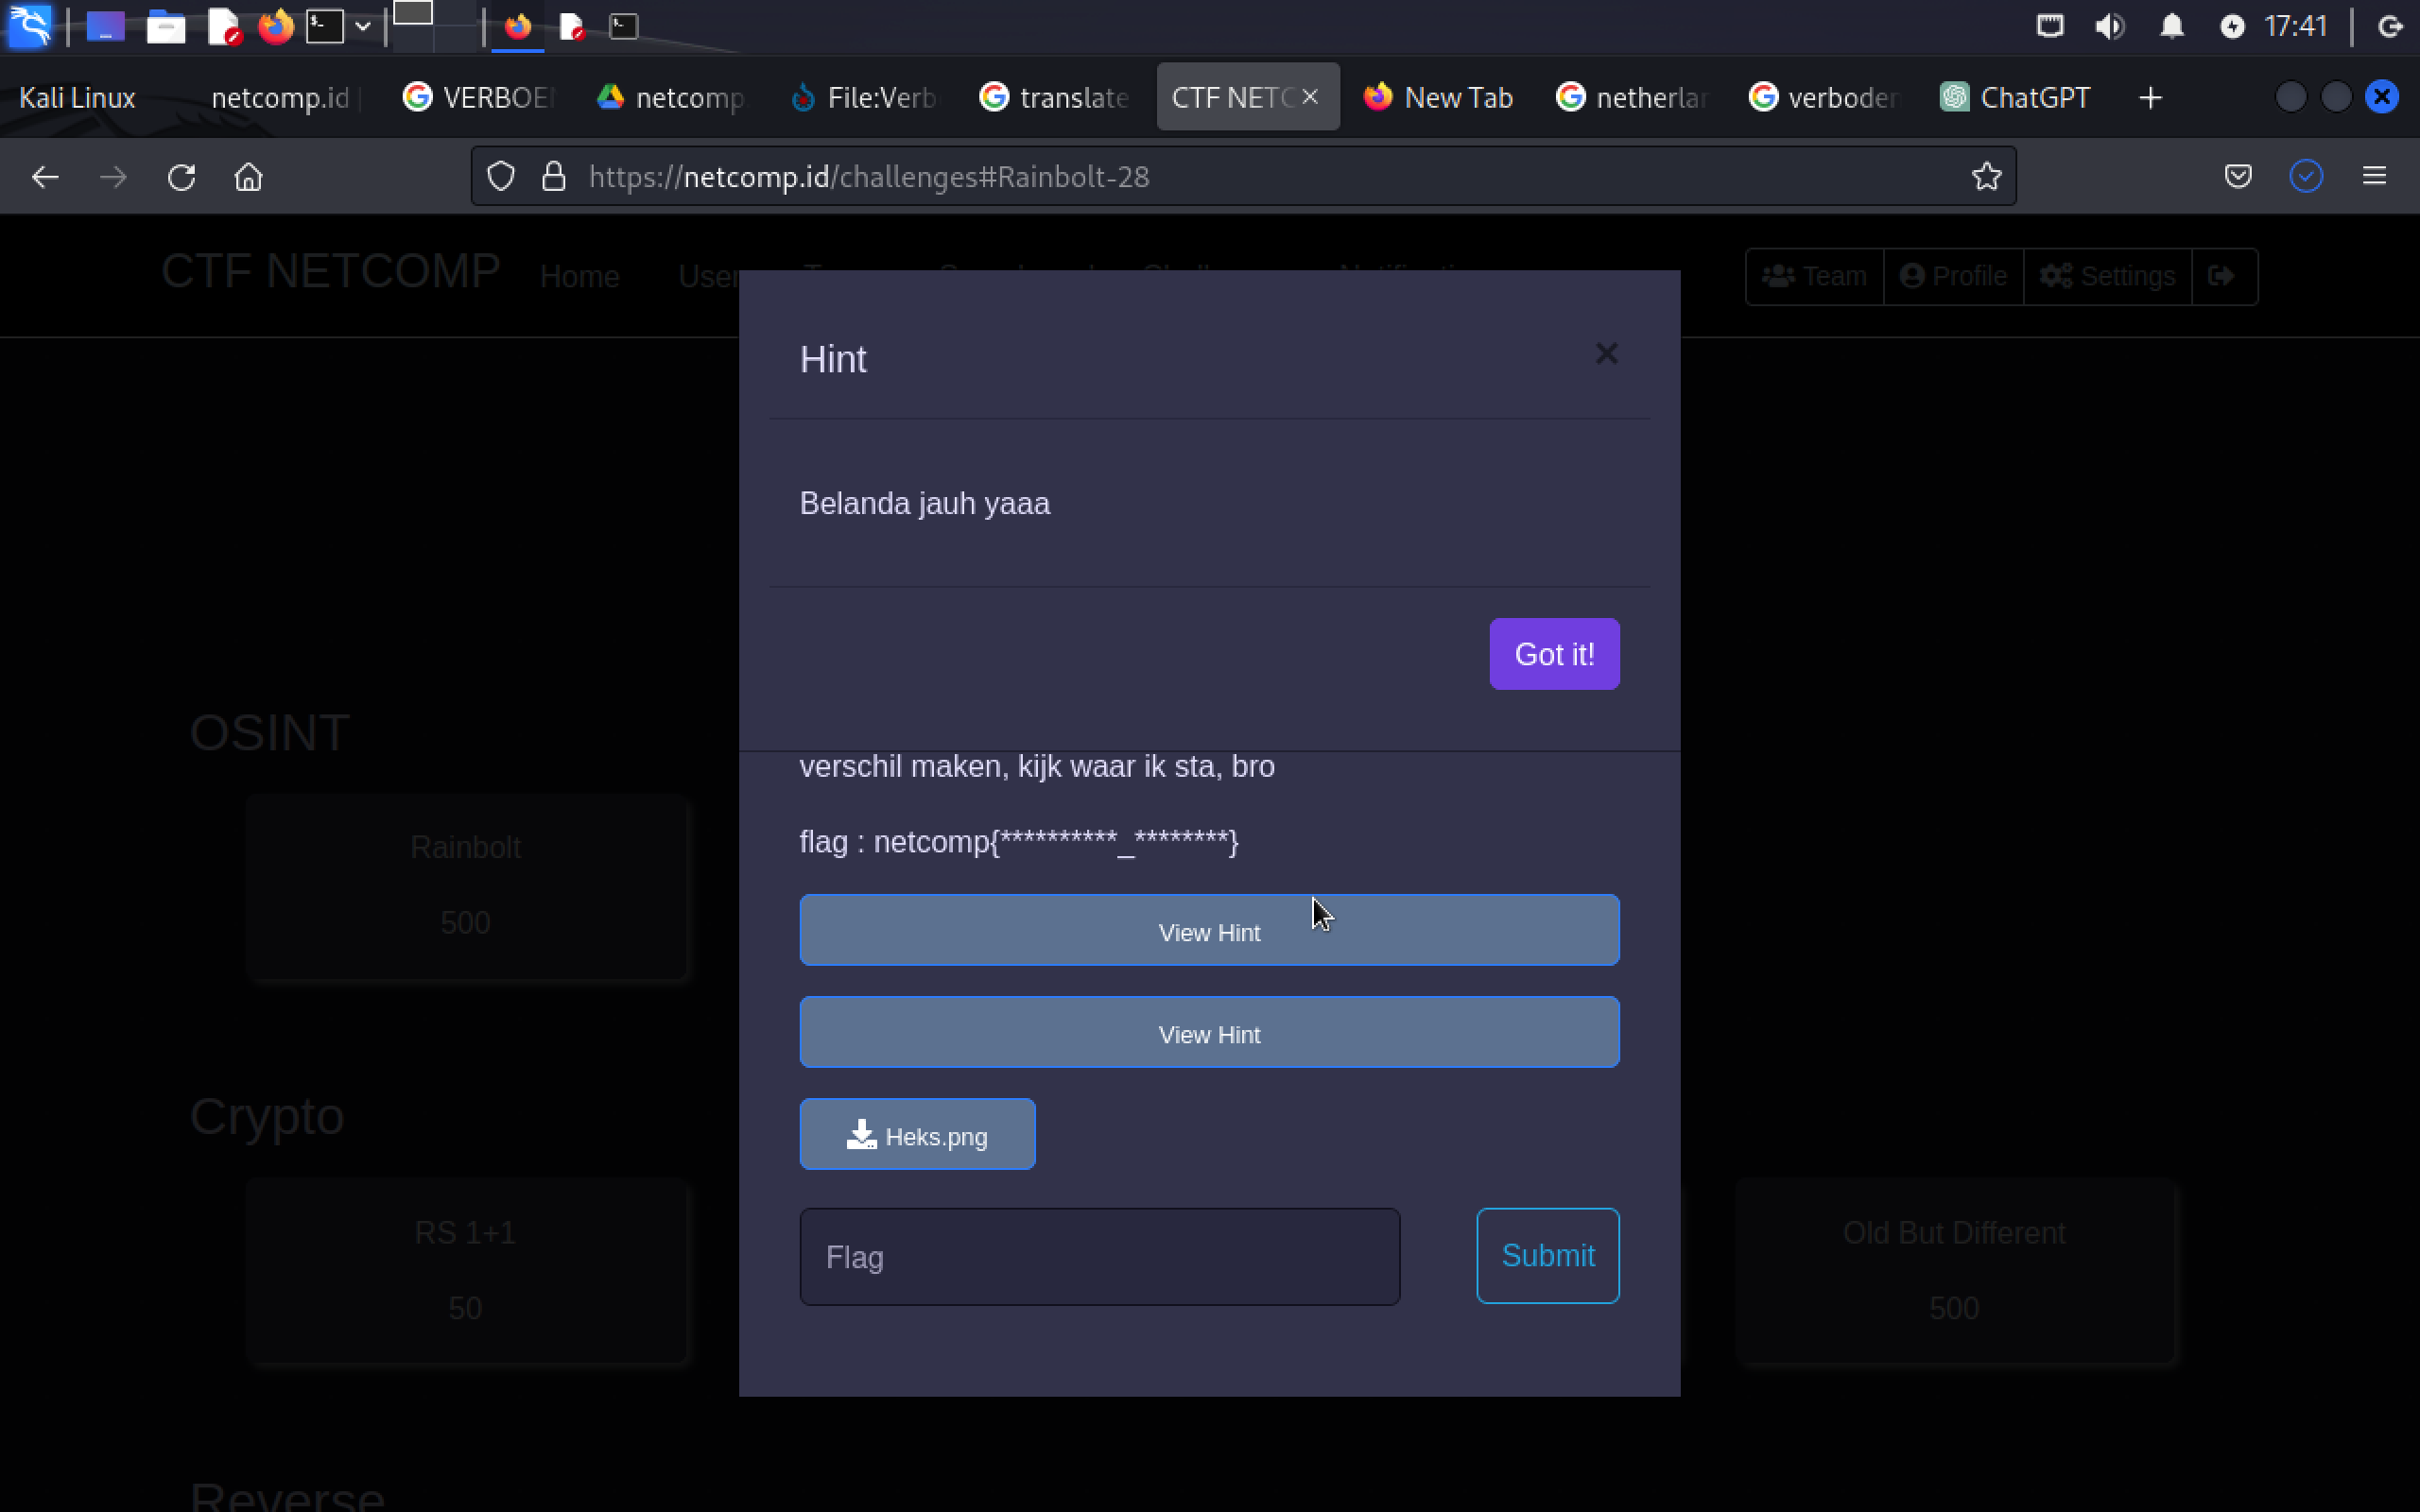 17:41
Kali Linux
netcomp.id
VERBOE
netcomp
File:Verb
translate
CTF NETC
New Tab
netherla
verboden
ChatGPT
https://netcomp.id/challenges#Rainbolt-28
CTF NETCOMP
Home
User
Team
Profile
Settings
Hint
Belanda jauh yaaa
Got it!
verschil maken, kijk waar ik sta, bro
flag : netcomp{**********_********}
View Hint
View Hint
Heks.png
Flag
Submit
OSINT
Rainbolt
500
Crypto
RS 1+1
50
Old But Different
500
Reverse